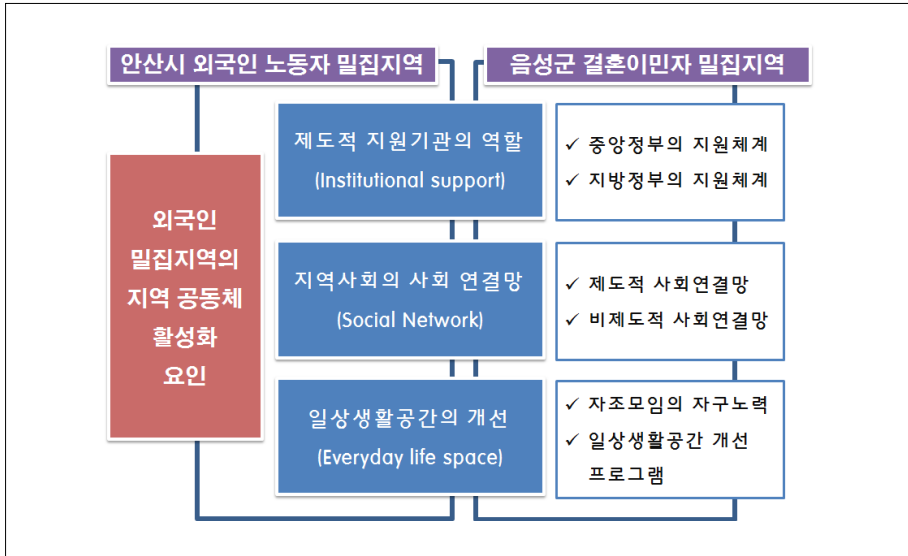 안산시 외국인 노동자 밀집지역
음성군 결혼이민자 밀집지역
외국인
밀집지역의
지역 공동체
활성화
요인
제도적 지원기관의 역할
(Institutional support)
✓ 중앙정부의 지원체계
✓ 지방정부의 지원체계
지역사회의 사회 연결망
(Social Network)
✓ 제도적 사회연결망
✓ 비제도적 사회연결망
일상생활공간의 개선
(Everyday life space)
✓ 자조모임의 자구노력
✓ 일상생활공간 개선
프로그램